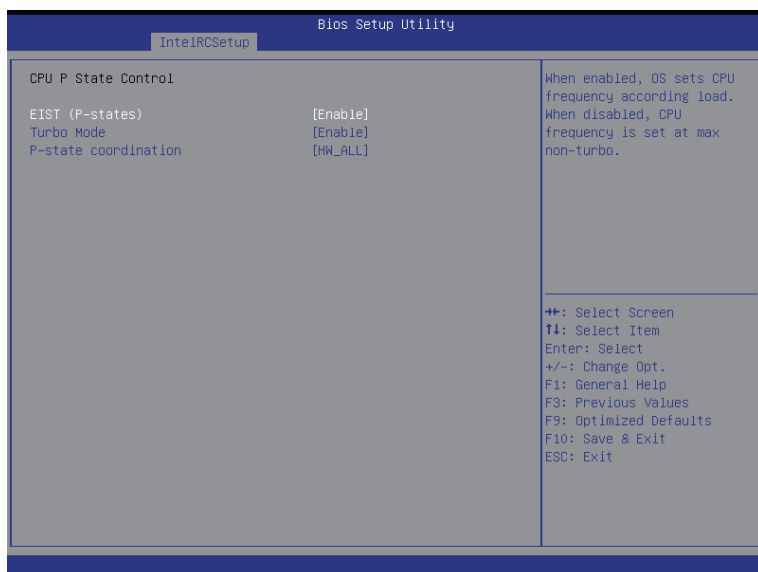 Bios Setup Utility
IntelRCSetup
CPU P State Control
EIST (P-states) [Enable]
Turbo Mode [Enable]
P-state coordination [HW_ALL]
When enabled, OS sets CPU
frequency according load.
When disabled, CPU
frequency is set at max
non-turbo.
→←: Select Screen
↑↓: Select Item
Enter: Select
+/-: Change Opt.
F1: General Help
F3: Previous Values
F9: Optimized Defaults
F10: Save & Exit
ESC: Exit